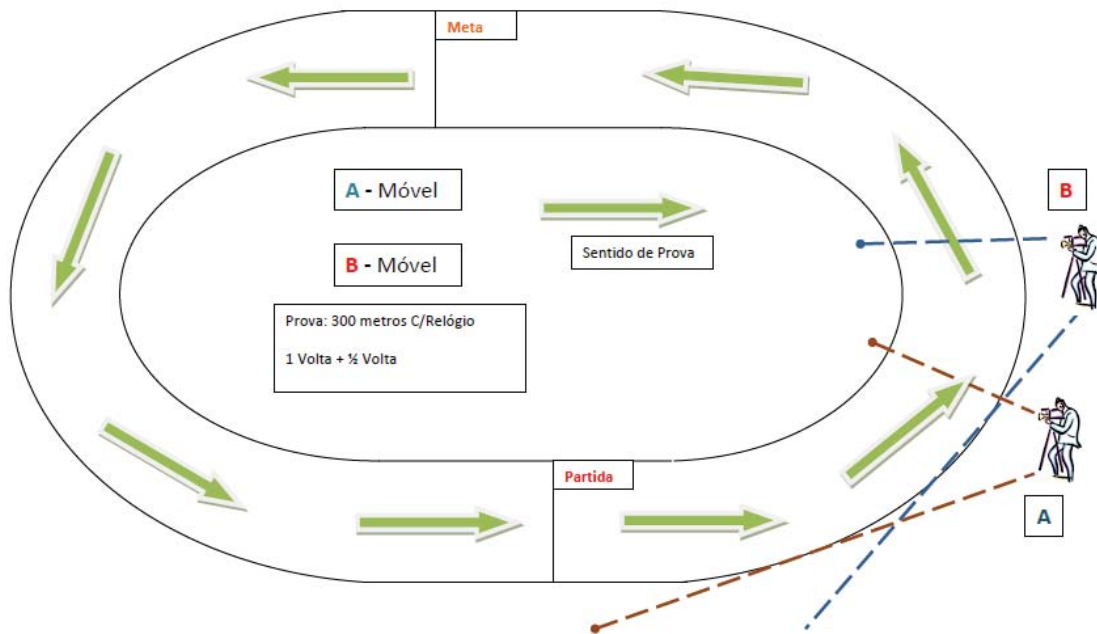 Meta
A - Móvel
B
B - Móvel
Sentido de Prova
Prova: 300 metros C/Relógio
1 Volta + ½ Volta
Partida
A